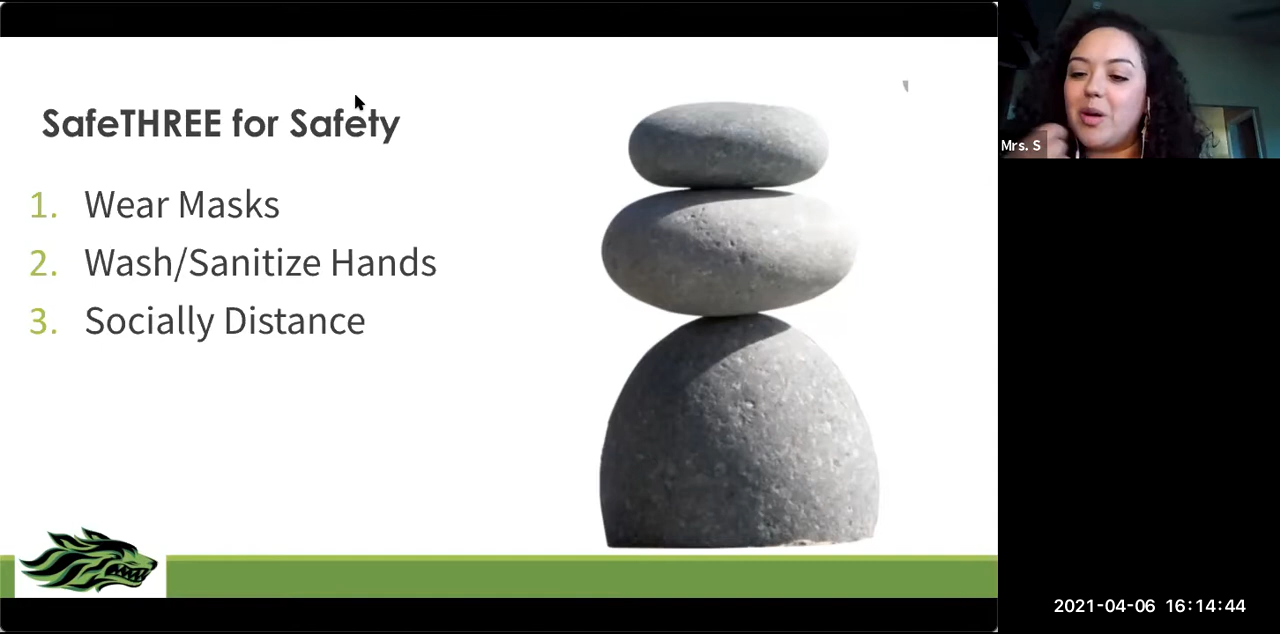 SafeTHREE for Safety
1. Wear Masks
2. Wash/Sanitize Hands
3. Socially Distance
Mrs. S
2021-04-06 16:14:44